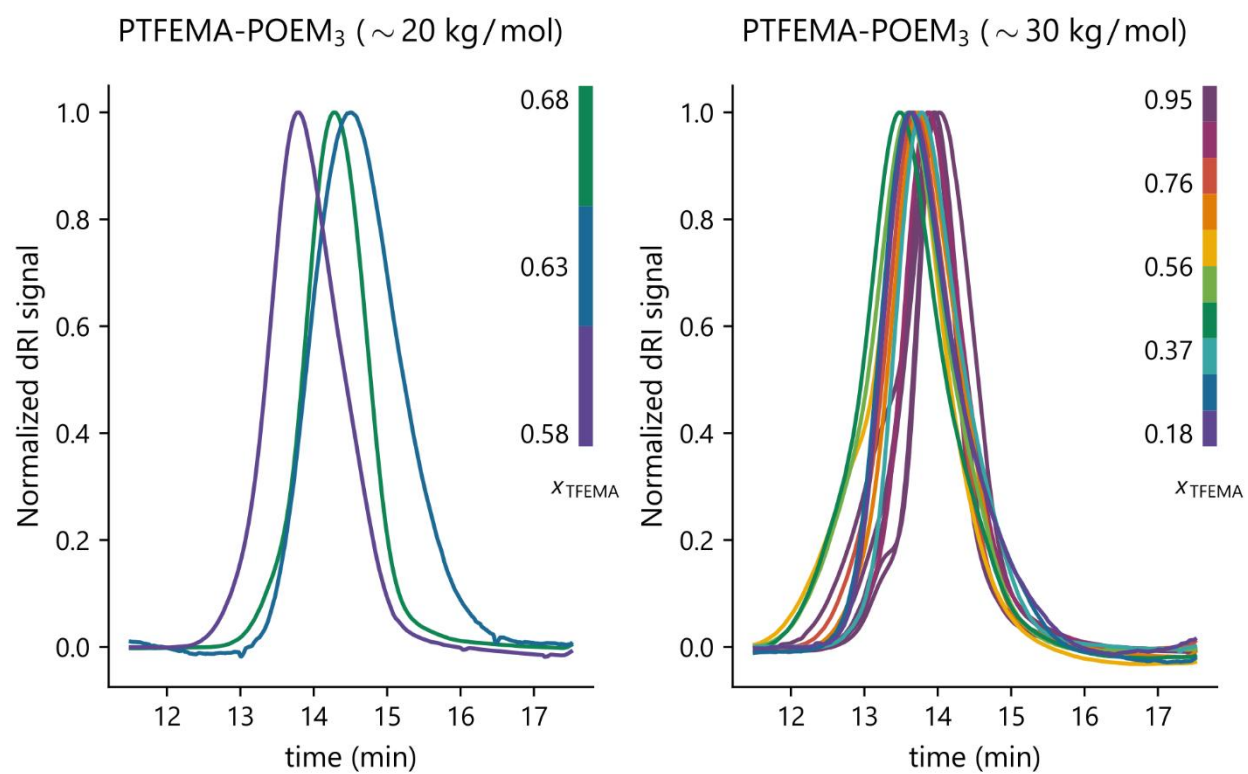 PTFEMA-POEM₃ (∼ 20 kg/mol)
Normalized dRI signal
1.0
0.8
0.6
0.4
0.2
0.0
12 13 14 15 16 17
time (min)
0.68
0.63
0.58
xTFEMA
PTFEMA-POEM₃ (∼ 30 kg/mol)
Normalized dRI signal
1.0
0.8
0.6
0.4
0.2
0.0
12 13 14 15 16 17
time (min)
0.95
0.76
0.56
0.37
0.18
xTFEMA